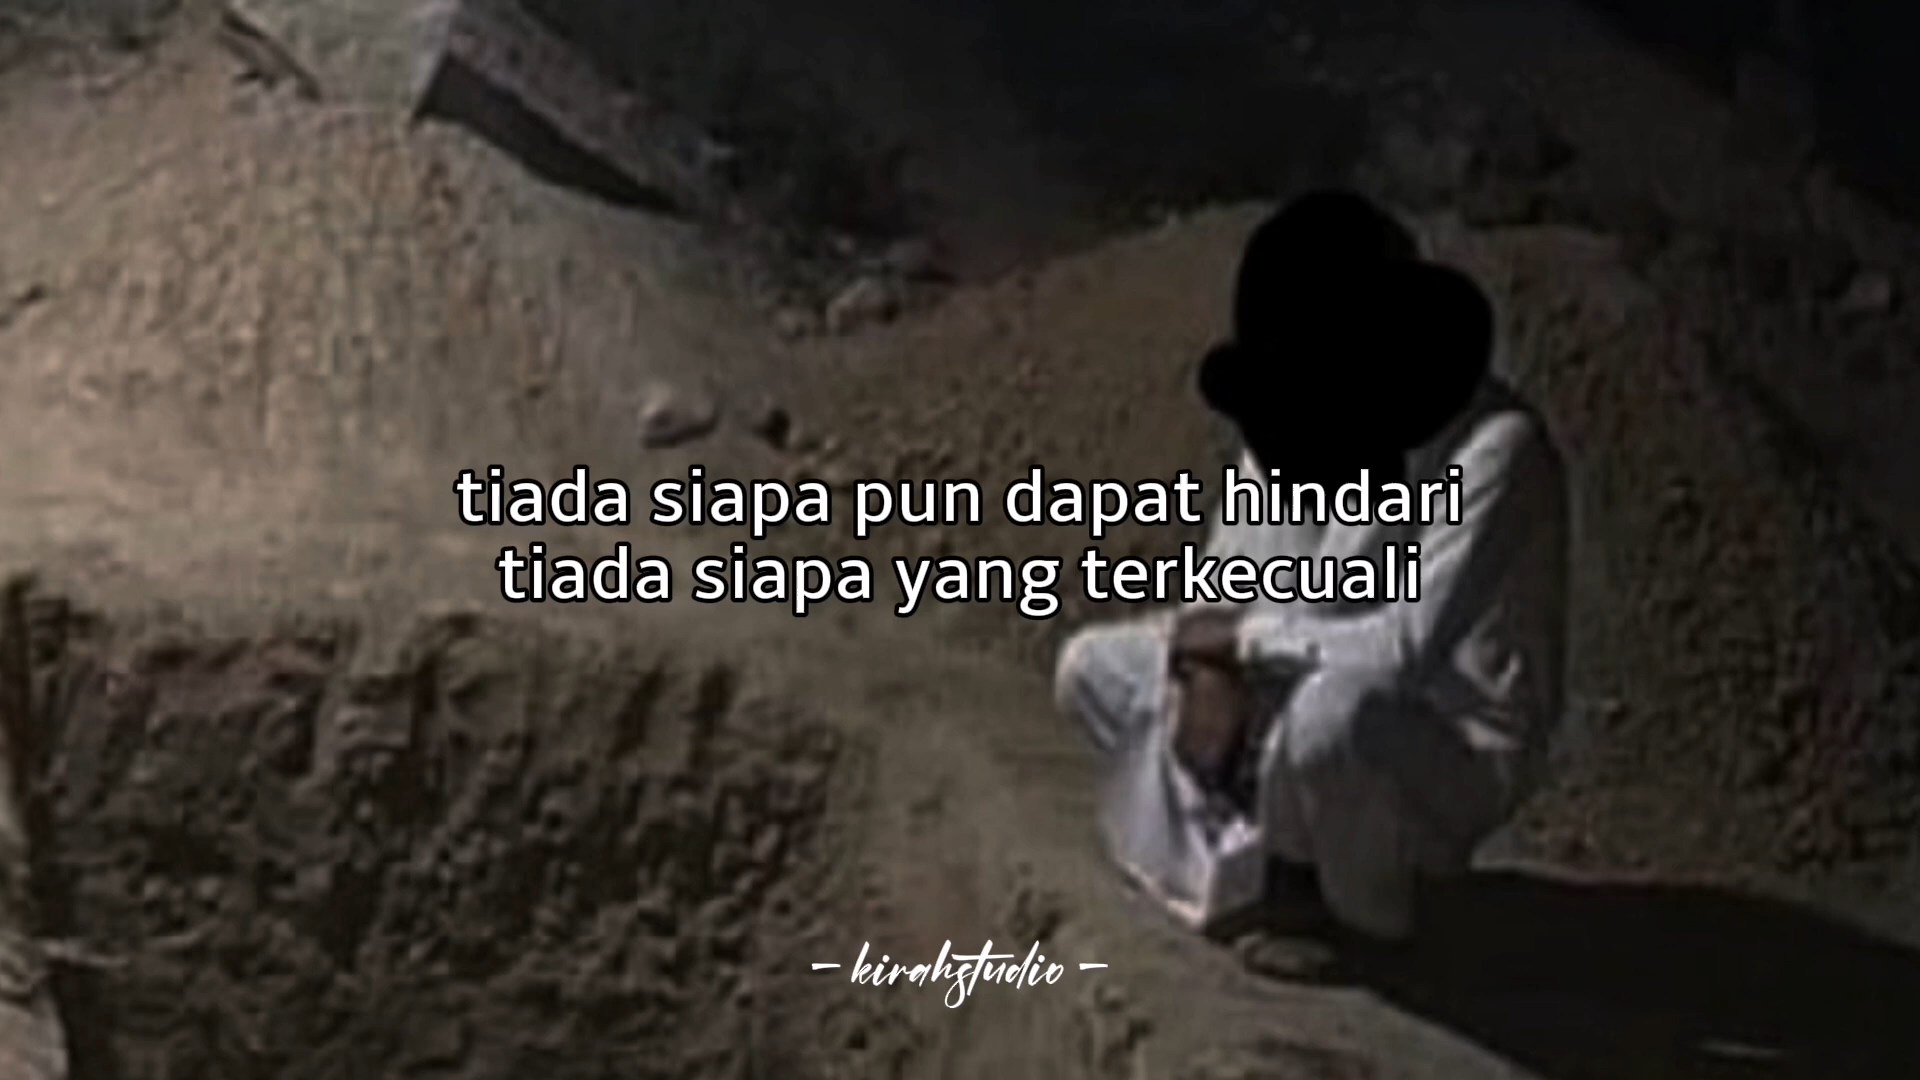 tiada siapa pun dapat hindari
tiada siapa yang terkecuali
- kirahstudio -